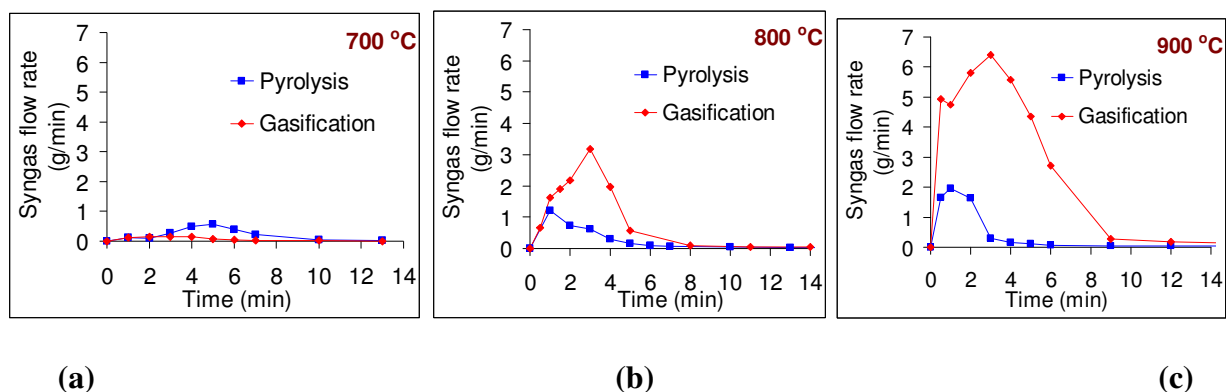 700 °C
Syngas flow rate
(g/min)
7
6
5
4
3
2
1
0
Pyrolysis
Gasification
0 2 4 6 8 10 12 14
Time (min)
800 °C
Syngas flow rate
(g/min)
7
6
5
4
3
2
1
0
Pyrolysis
Gasification
0 2 4 6 8 10 12 14
Time (min)
900 °C
Syngas flow rate
(g/min)
7
6
5
4
3
2
1
0
Pyrolysis
Gasification
0 2 4 6 8 10 12 14
Time (min)
(a) (b) (c)